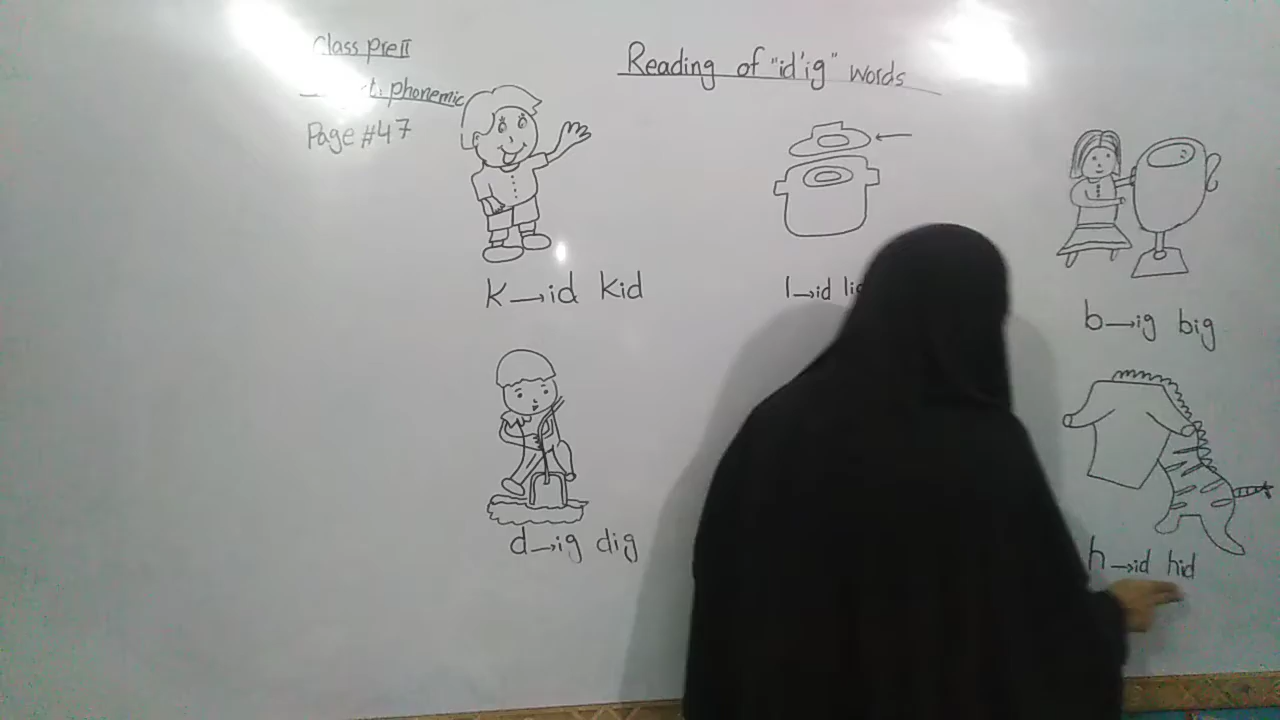 Class pre II
phonemic
Page #47
Reading of "id'ig" words
k→id kid
l→id
b→ig big
d→ig dig
h→id hid